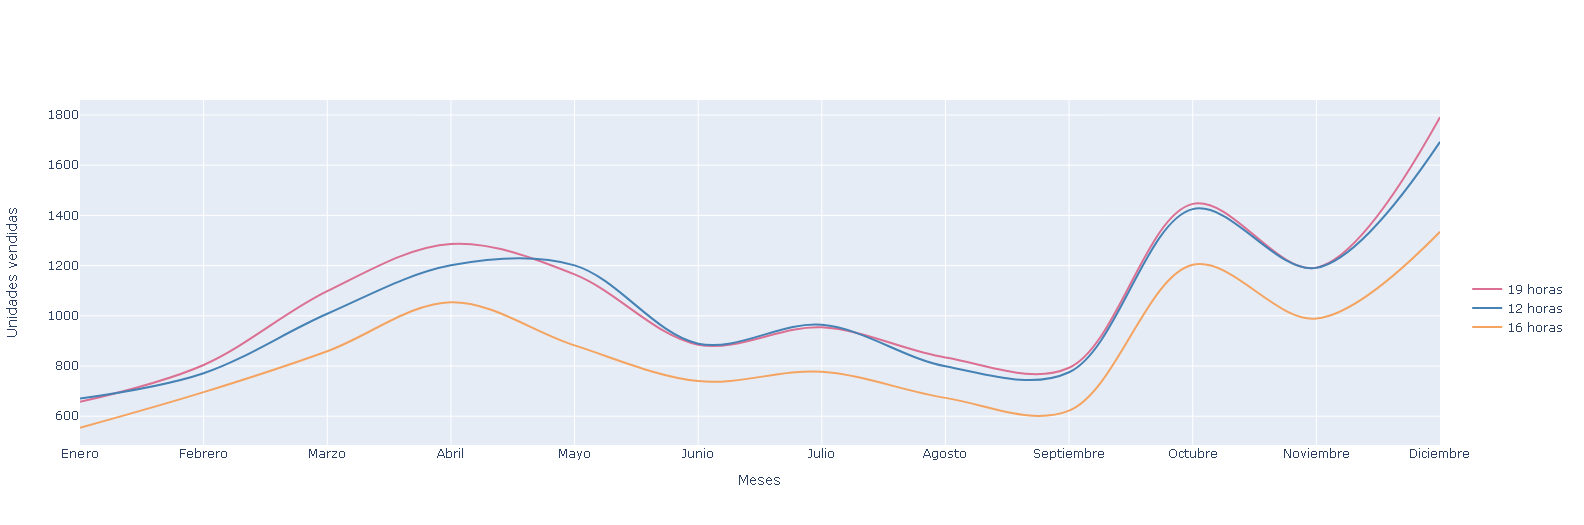 Unidades vendidas
1800
1600
1400
1200
1000
800
600
Enero Febrero Marzo Abril Mayo Junio Julio Agosto Septiembre Octubre Noviembre Diciembre
Meses
19 horas
12 horas
16 horas